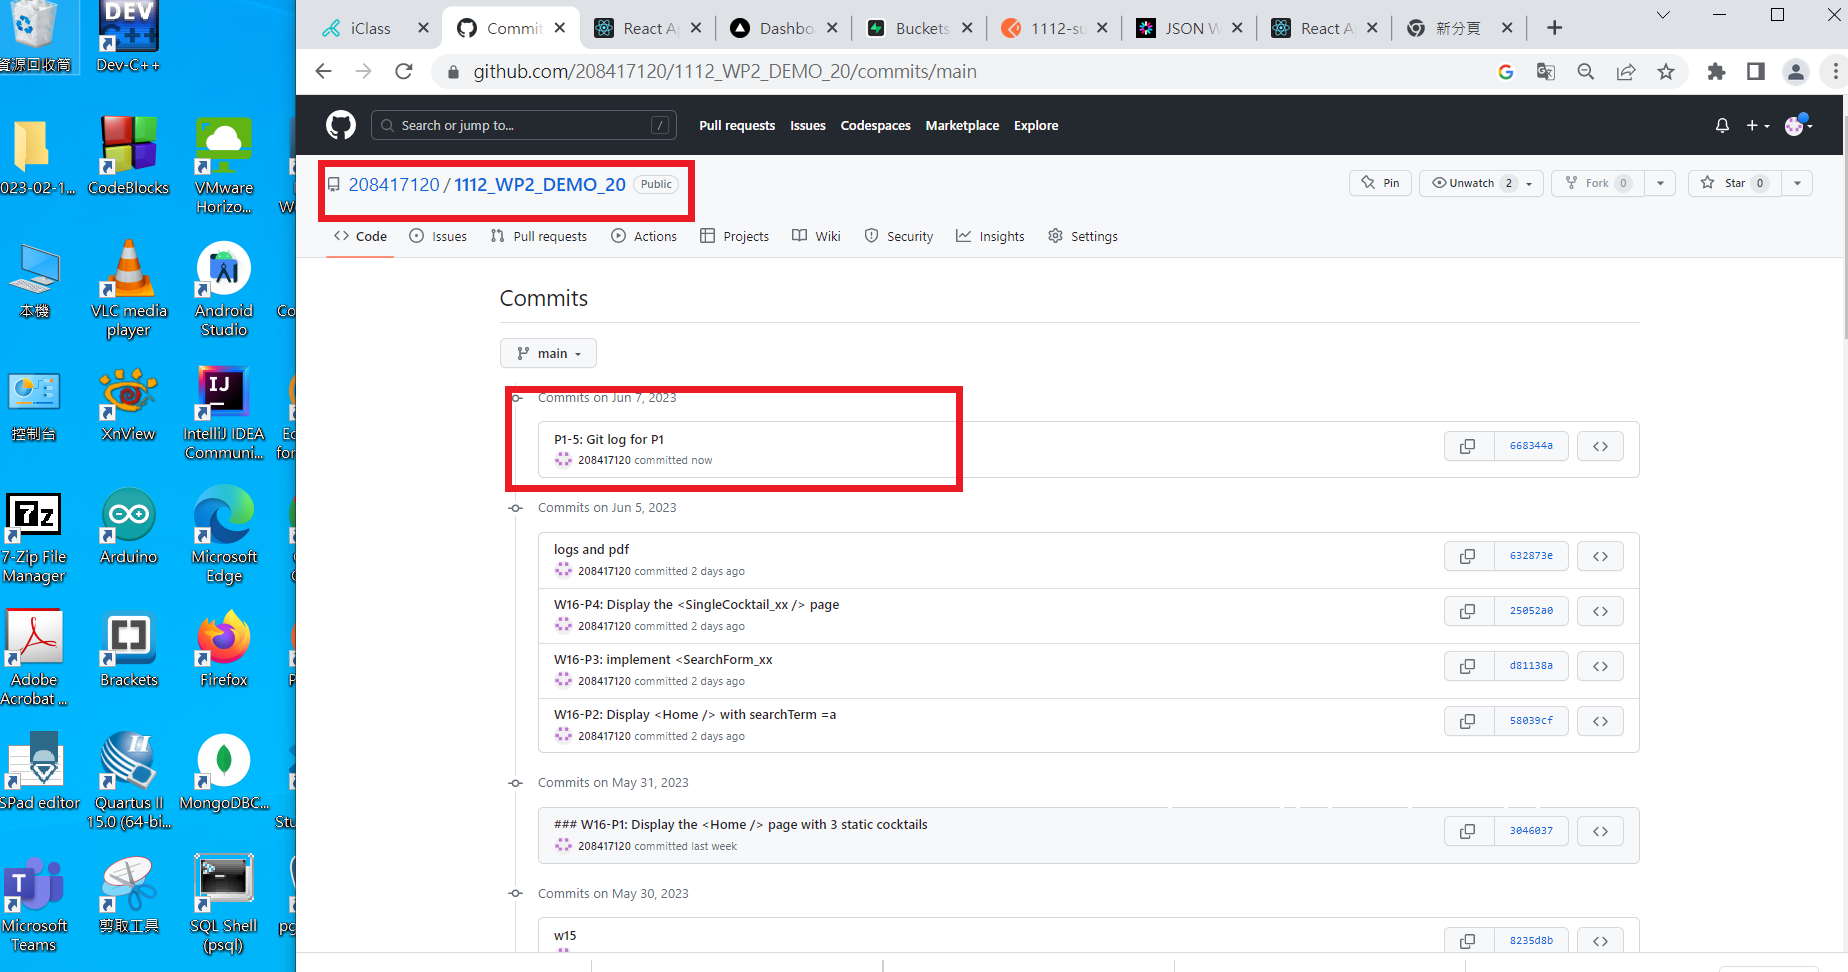 資源回收筒
DEV
C++
Dev-C++
023-02-1...
CodeBlocks
VMware
Horizo...
本機
VLC media
player
Android
Studio
Co
控制台
XnView
IJ
IntelliJ IDEA
Communi...
Ec
for
7z
7-Zip File
Manager
Arduino
Microsoft
Edge
Adobe
Acrobat ...
Brackets
Firefox
SPad editor
II
Quartus II
15.0 (64-bi...
MongoDBC...
Stu
T
Microsoft
Teams
剪取工具
SQL Shell
(psql)
pg
iClass
Commit
React A
Dashbo
Buckets
1112-su
JSON W
React A
新分頁
github.com/208417120/1112_WP2_DEMO_20/commits/main
Search or jump to...
/
Pull requests
Issues
Codespaces
Marketplace
Explore
208417120 / 1112_WP2_DEMO_20 Public
Pin
Unwatch 2
Fork 0
Star 0
Code
Issues
Pull requests
Actions
Projects
Wiki
Security
Insights
Settings
Commits
main
Commits on Jun 7, 2023
P1-5: Git log for P1
208417120 committed now
668344a
Commits on Jun 5, 2023
logs and pdf
208417120 committed 2 days ago
632873e
W16-P4: Display the <SingleCocktail_xx /> page
208417120 committed 2 days ago
25052a0
W16-P3: implement <SearchForm_xx
208417120 committed 2 days ago
d81138a
W16-P2: Display <Home /> with searchTerm =a
208417120 committed 2 days ago
58039cf
Commits on May 31, 2023
### W16-P1: Display the <Home /> page with 3 static cocktails
208417120 committed last week
3046037
Commits on May 30, 2023
w15
8235d8b